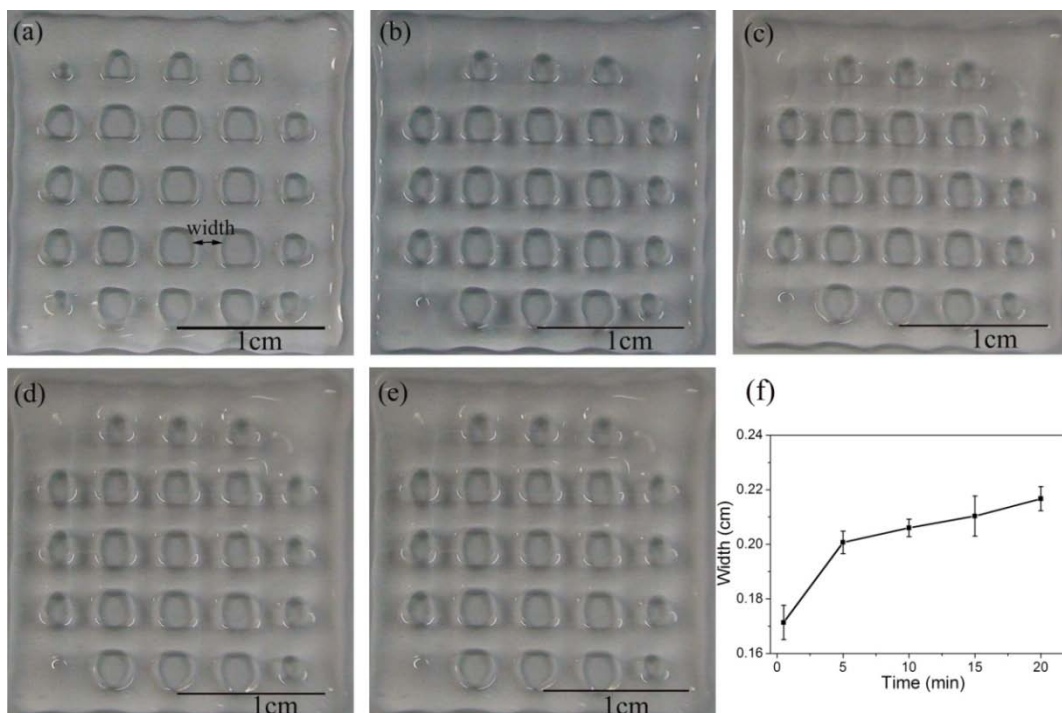 (a)
(b)
(c)
width
1cm
1cm
1cm
(d)
(e)
(f)
1cm
1cm
0.24
0.22
0.20
0.18
0.16
Width (cm)
0
5
10
15
20
Time (min)